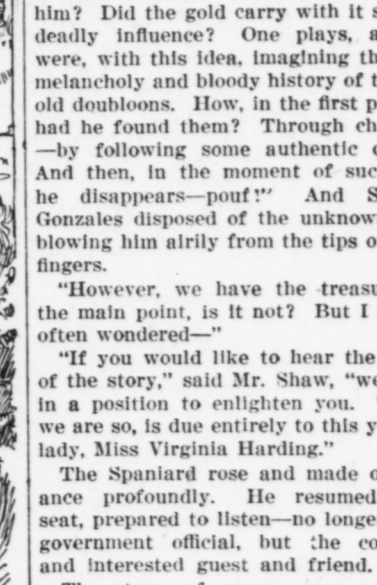 him? Did the gold carry with it s
deadly influence? One plays, a
were, with this idea, imagining th
melancholy and bloody history of t
old doubloons. How, in the first p
had he found them? Through ch
—by following some authentic c
And then, in the moment of suc
he disappears—pouf!" And S
Gonzales disposed of the unknow
blowing him airily from the tips o
fingers.
"However, we have the treasu
the main point, is it not? But I
often wondered—"
"If you would like to hear the
of the story," said Mr. Shaw, "we
in a position to enlighten you.
we are so, is due entirely to this y
lady, Miss Virginia Harding."
The Spaniard rose and made o
ance profoundly. He resumed
seat, prepared to listen—no longe
government official, but the co
and interested guest and friend.